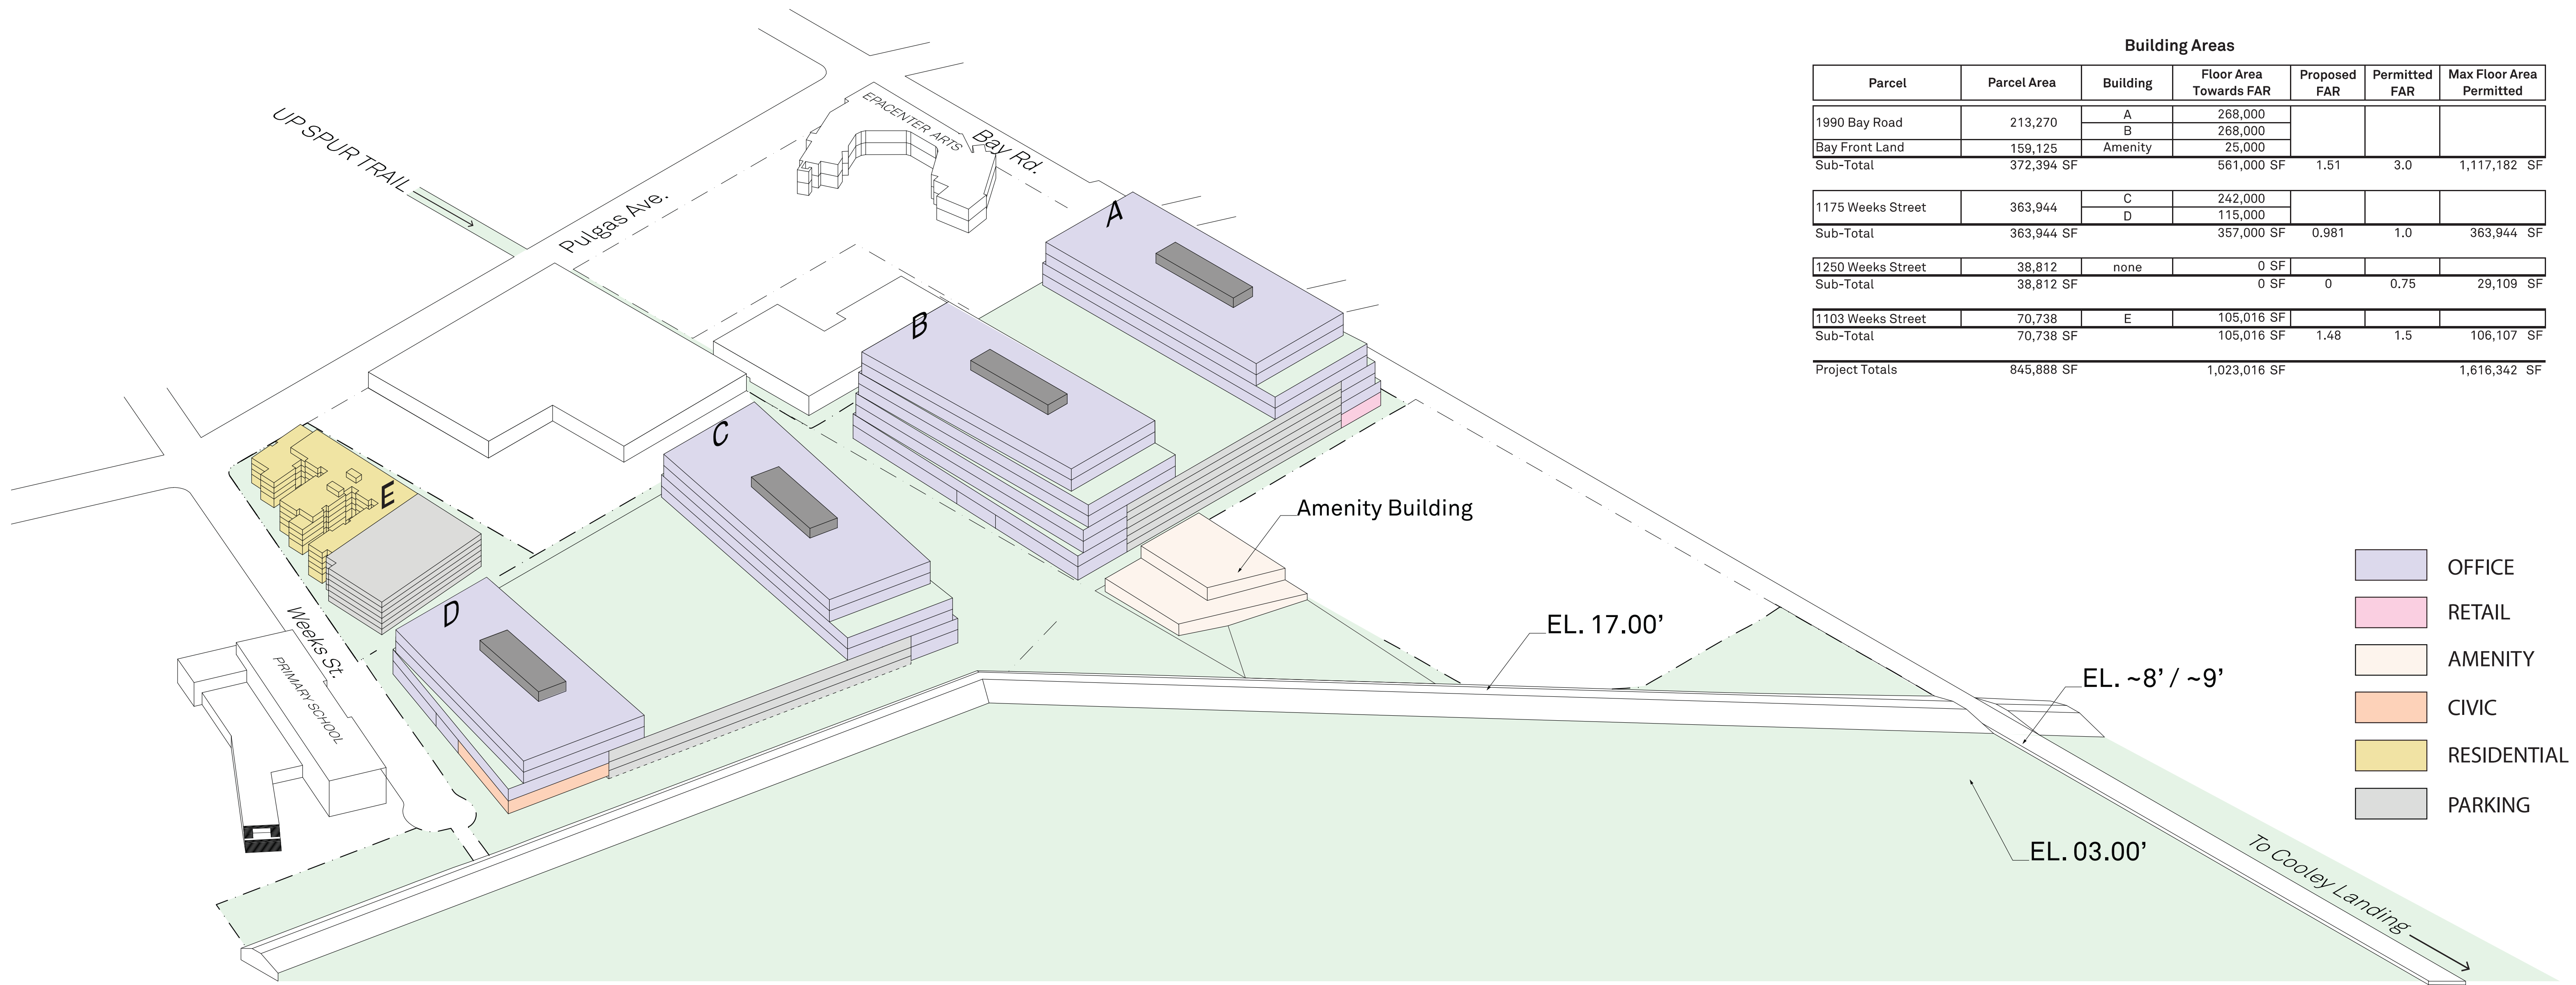 Building Areas
Parcel Parcel Area Building Floor Area Towards FAR Proposed FAR Permitted FAR Max Floor Area Permitted
1990 Bay Road 213,270 A 268,000
B 268,000
Bay Front Land 159,125 Amenity 25,000
Sub-Total 372,394 SF 561,000 SF 1.51 3.0 1,117,182 SF
1175 Weeks Street 363,944 C 242,000
D 115,000
Sub-Total 363,944 SF 357,000 SF 0.981 1.0 363,944 SF
1250 Weeks Street 38,812 none 0 SF
Sub-Total 38,812 SF 0 SF 0 0.75 29,109 SF
1103 Weeks Street 70,738 E 105,016 SF
Sub-Total 70,738 SF 105,016 SF 1.48 1.5 106,107 SF
Project Totals 845,888 SF 1,023,016 SF 1,616,342 SF
UP SPUR TRAIL
Pulgas Ave.
EPACENTER ARTS
Bay Rd.
A
B
C
E
D
Amenity Building
Weeks St.
PRIMARY SCHOOL
EL. 17.00’
EL. ~8’ / ~9’
EL. 03.00’
To Cooley Landing
OFFICE
RETAIL
AMENITY
CIVIC
RESIDENTIAL
PARKING